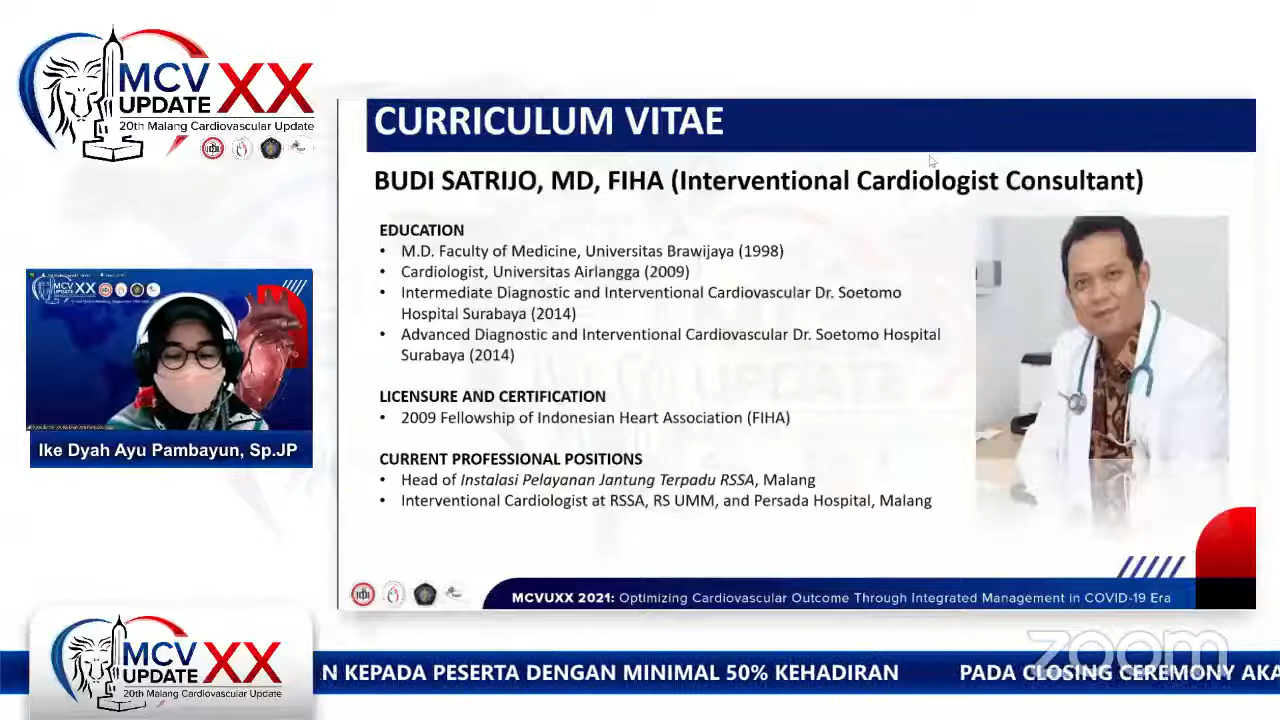 MCV
UPDATE
XX
20th Malang Cardiovascular Update
CURRICULUM VITAE
BUDI SATRIJO, MD, FIHA (Interventional Cardiologist Consultant)
EDUCATION
• M.D. Faculty of Medicine, Universitas Brawijaya (1998)
• Cardiologist, Universitas Airlangga (2009)
• Intermediate Diagnostic and Interventional Cardiovascular Dr. Soetomo
Hospital Surabaya (2014)
• Advanced Diagnostic and Interventional Cardiovascular Dr. Soetomo Hospital
Surabaya (2014)
LICENSURE AND CERTIFICATION
• 2009 Fellowship of Indonesian Heart Association (FIHA)
CURRENT PROFESSIONAL POSITIONS
• Head of Instalasi Pelayanan Jantung Terpadu RSSA, Malang
• Interventional Cardiologist at RSSA, RS UMM, and Persada Hospital, Malang
MCVUXX 2021: Optimizing Cardiovascular Outcome Through Integrated Management in COVID-19 Era
Ike Dyah Ayu Pambayun, Sp.JP
MCV
UPDATE
XX
20th Malang Cardiovascular Update
N KEPADA PESERTA DENGAN MINIMAL 50% KEHADIRAN PADA CLOSING CEREMONY AKA
zoom